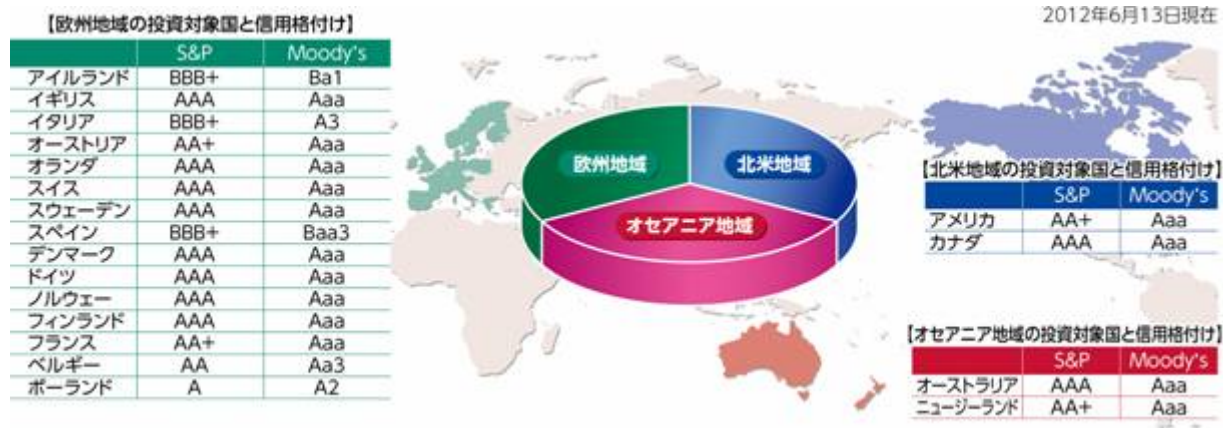 2012年6月13日現在
【欧州地域の投資対象国と信用格付け】
S&P Moody's
アイルランド BBB+ Ba1
イギリス AAA Aaa
イタリア BBB+ A3
オーストリア AA+ Aaa
オランダ AAA Aaa
スイス AAA Aaa
スウェーデン AAA Aaa
スペイン BBB+ Baa3
デンマーク AAA Aaa
ドイツ AAA Aaa
ノルウェー AAA Aaa
フィンランド AAA Aaa
フランス AA+ Aaa
ベルギー AA Aa3
ポーランド A A2
欧州地域
北米地域
オセアニア地域
【北米地域の投資対象国と信用格付け】
S&P Moody's
アメリカ AA+ Aaa
カナダ AAA Aaa
【オセアニア地域の投資対象国と信用格付け】
S&P Moody's
オーストラリア AAA Aaa
ニュージーランド AA+ Aaa